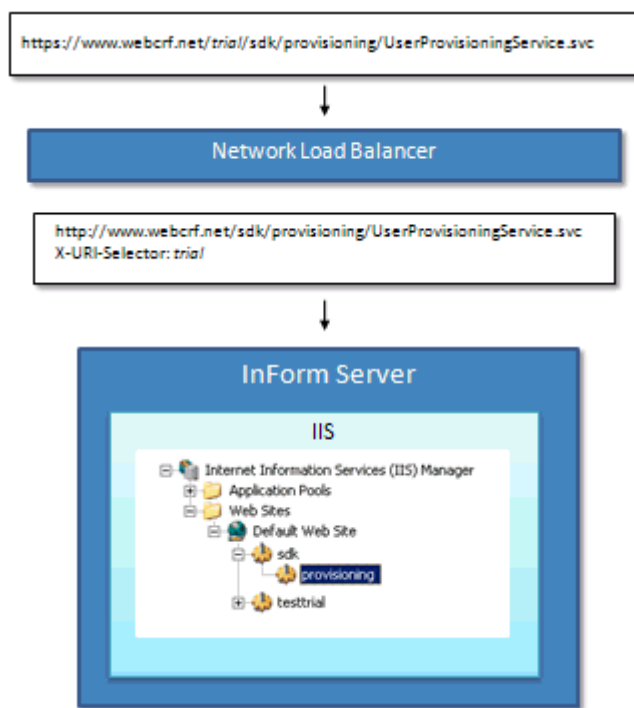 https://www.webcrf.net/trial/sdk/provisioning/UserProvisioningService.svc
Network Load Balancer
http://www.webcrf.net/sdk/provisioning/UserProvisioningService.svc
X-URI-Selector: trial
InForm Server
IIS
Internet Information Services (IIS) Manager
Application Pools
Web Sites
Default Web Site
sdk
provisioning
testtrial